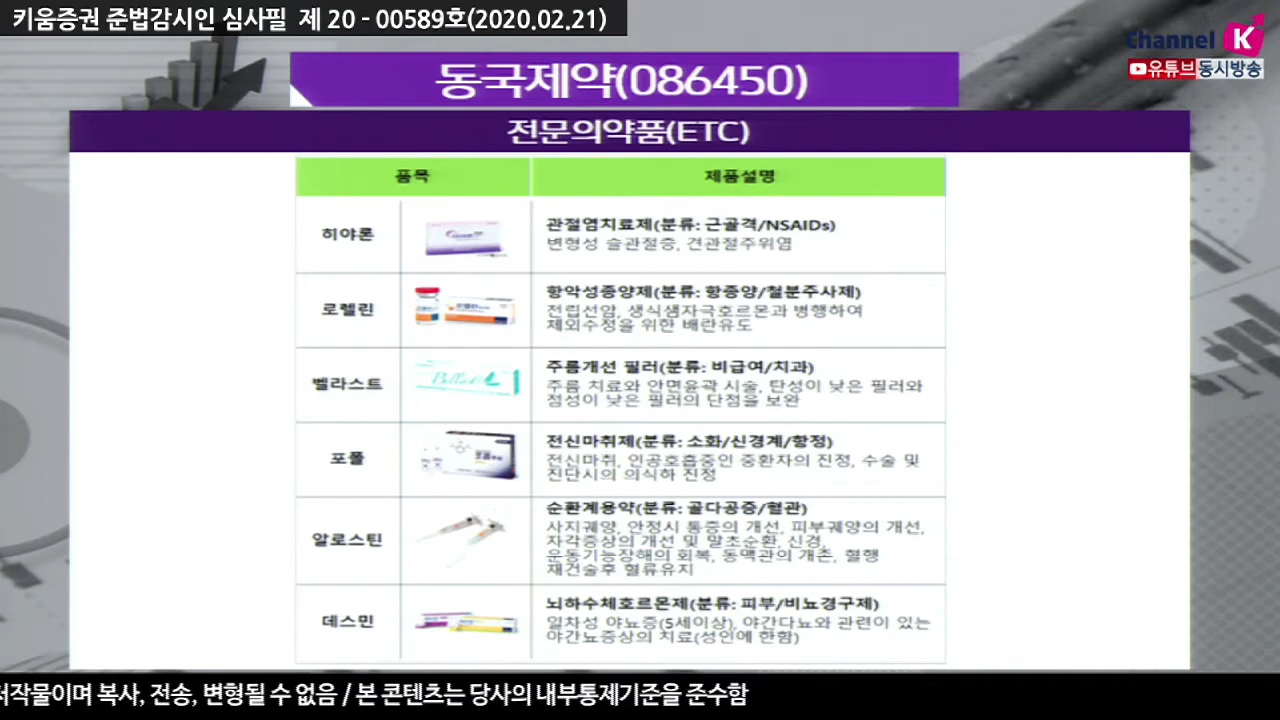 키움증권 준법감시인 심사필 제 20 - 00589호(2020.02.21)
Channel K
유튜브 동시방송
동국제약(086450)
전문의약품(ETC)
품목 제품설명
히야론
관절염치료제(분류: 근골격/NSAIDs)
변형성 슬관절증, 견관절주위염
로렐린
항악성종양제(분류: 항종양/철분주사제)
전립선암, 생식샘자극호르몬과 병행하여
체외수정을 위한 배란유도
벨라스트
주름개선 필러(분류: 비급여/치과)
주름 치료와 안면윤곽 시술, 탄성이 낮은 필러와
점성이 낮은 필러의 단점을 보완
포폴
전신마취제(분류: 소화/신경계/항정)
전신마취, 인공호흡중인 중환자의 진정, 수술 및
진단시의 의식하 진정
알로스틴
순환계용약(분류: 골다공증/혈관)
사지궤양, 안정시 통증의 개선, 피부궤양의 개선,
자각증상의 개선 및 말초순환, 신경,
운동기능장해의 회복, 동맥관의 개존, 혈행
재건술후 혈류유지
데스민
뇌하수체호르몬제(분류: 피부/비뇨경구제)
일차성 야뇨증(5세이상), 야간다뇨와 관련이 있는
야간뇨증상의 치료(성인에 한함)
저작물이며 복사, 전송, 변형될 수 없음 / 본 콘텐츠는 당사의 내부통제기준을 준수함